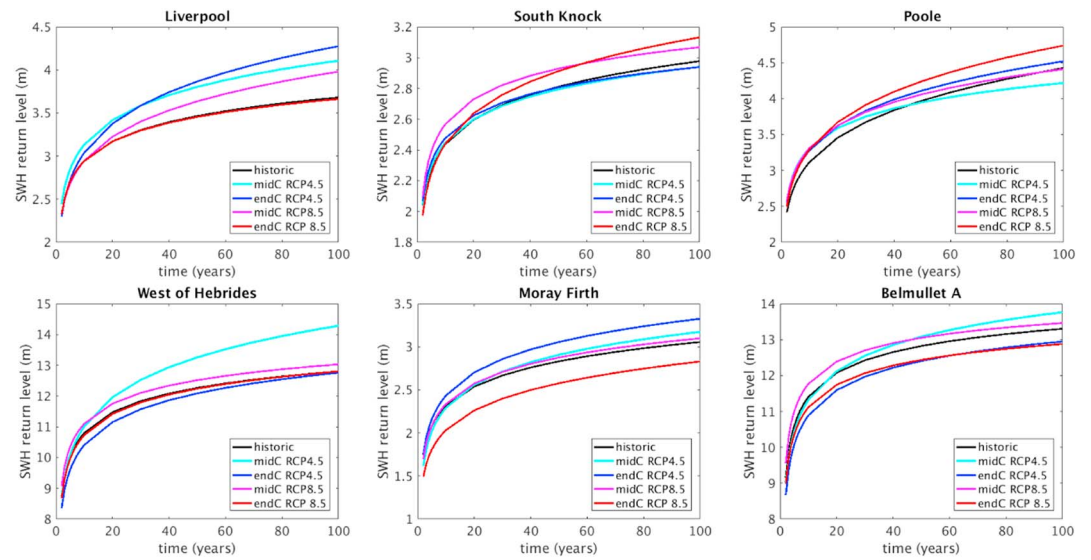 Liverpool
SWH return level (m)
4.5
4
3.5
3
2.5
2
0 20 40 60 80 100
time (years)
historic
midC RCP4.5
endC RCP4.5
midC RCP8.5
endC RCP 8.5
South Knock
SWH return level (m)
3.2
3
2.8
2.6
2.4
2.2
2
1.8
0 20 40 60 80 100
time (years)
historic
midC RCP4.5
endC RCP4.5
midC RCP8.5
endC RCP 8.5
Poole
SWH return level (m)
5
4.5
4
3.5
3
2.5
2
0 20 40 60 80 100
time (years)
historic
midC RCP4.5
endC RCP4.5
midC RCP8.5
endC RCP 8.5
West of Hebrides
SWH return level (m)
15
14
13
12
11
10
9
8
0 20 40 60 80 100
time (years)
historic
midC RCP4.5
endC RCP4.5
midC RCP8.5
endC RCP 8.5
Moray Firth
SWH return level (m)
3.5
3
2.5
2
1.5
1
0 20 40 60 80 100
time (years)
historic
midC RCP4.5
endC RCP4.5
midC RCP8.5
endC RCP 8.5
Belmullet A
SWH return level (m)
14
13
12
11
10
9
8
0 20 40 60 80 100
time (years)
historic
midC RCP4.5
endC RCP4.5
midC RCP8.5
endC RCP 8.5